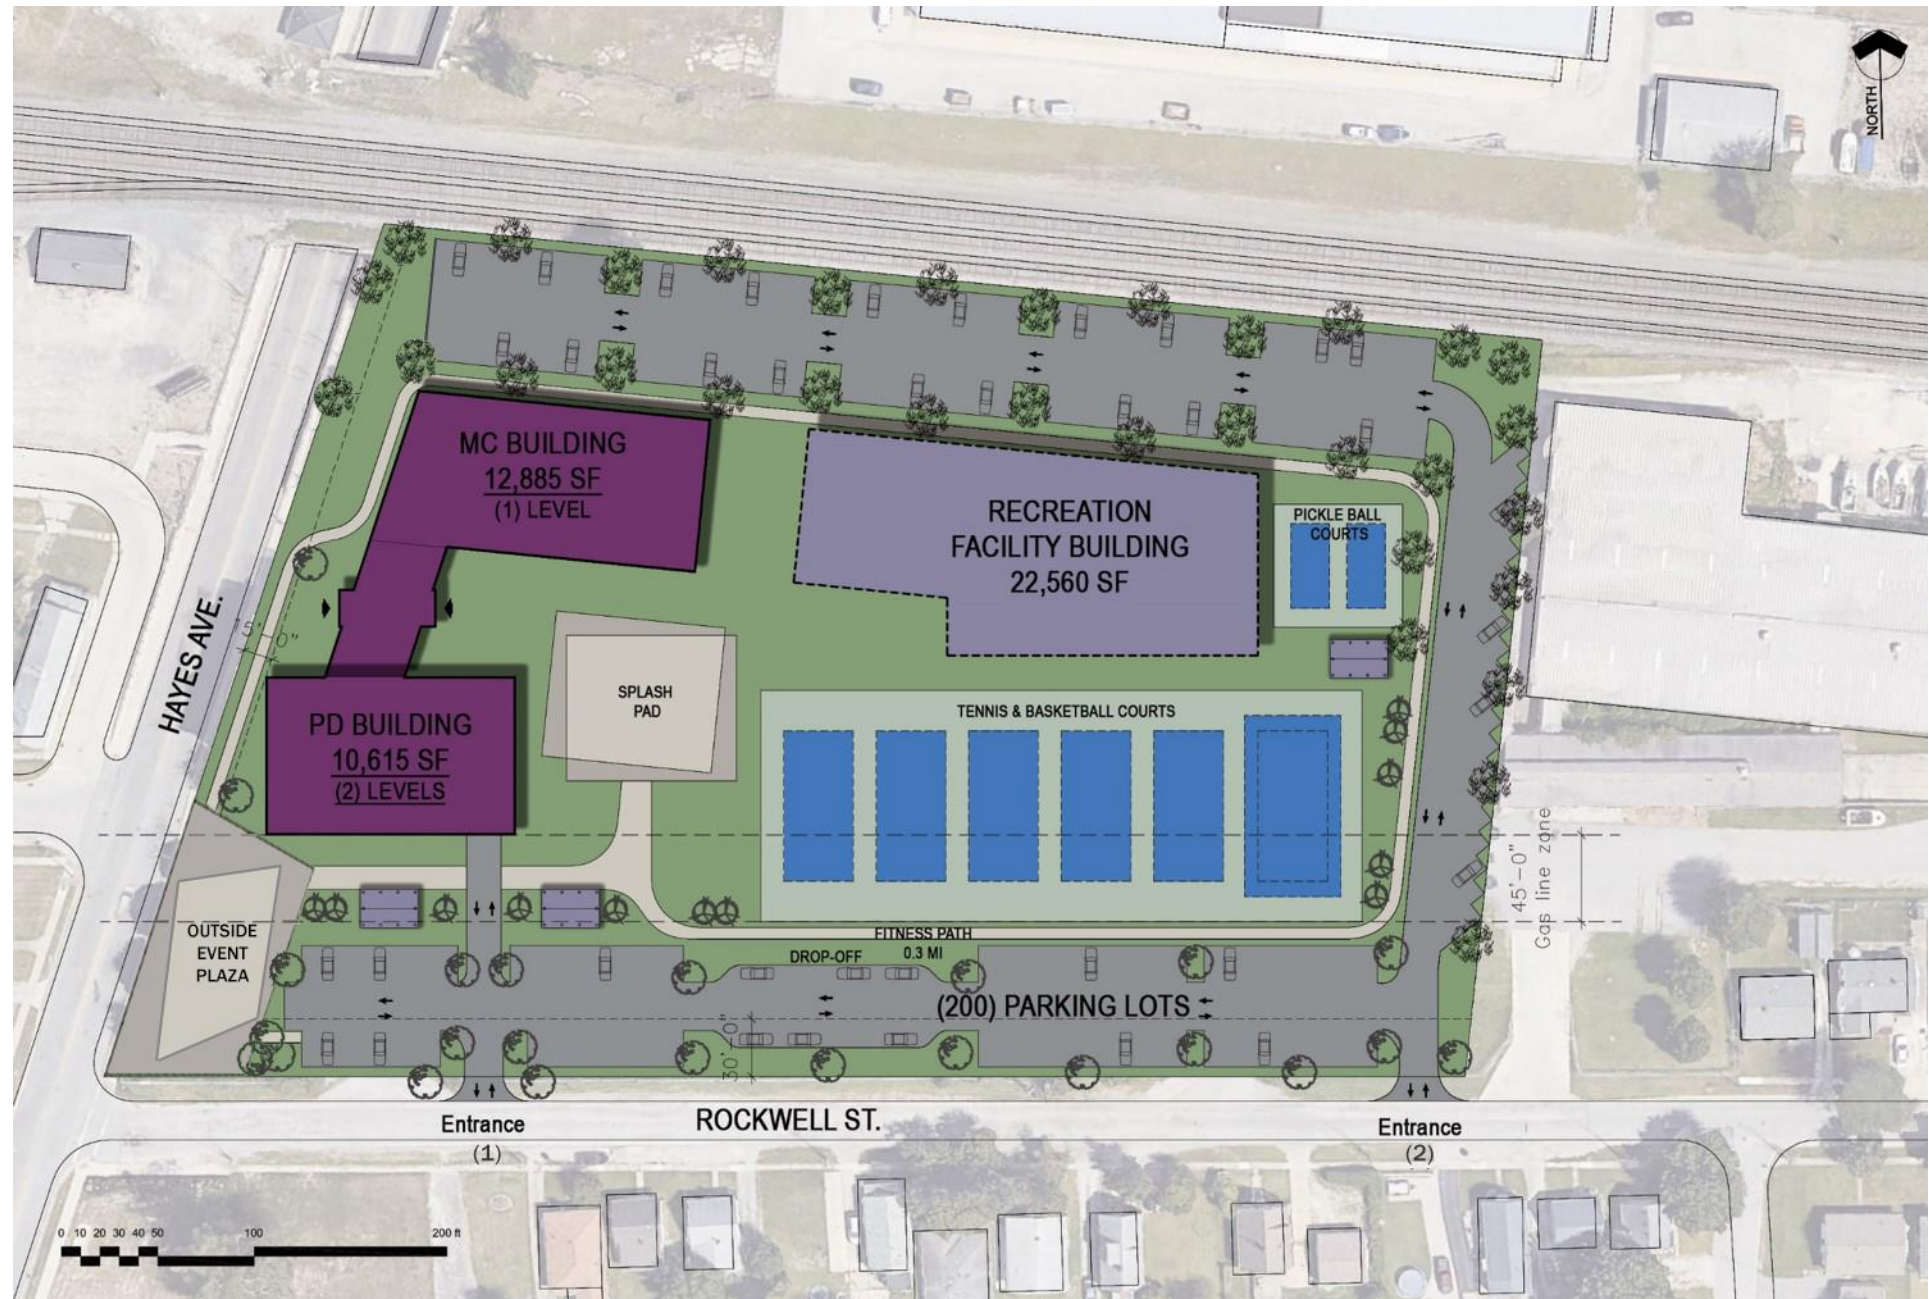 NORTH
MC BUILDING
12,885 SF
(1) LEVEL
RECREATION
FACILITY BUILDING
22,560 SF
PICKLE BALL
COURTS
HAYES AVE.
SPLASH
PAD
PD BUILDING
10,615 SF
(2) LEVELS
TENNIS & BASKETBALL COURTS
45'-0"
Gas line zone
OUTSIDE
EVENT
PLAZA
FITNESS PATH
0.3 MI
DROP-OFF
(200) PARKING LOTS
30'-0"
Entrance
(1)
ROCKWELL ST.
Entrance
(2)
0 10 20 30 40 50 100 200 ft